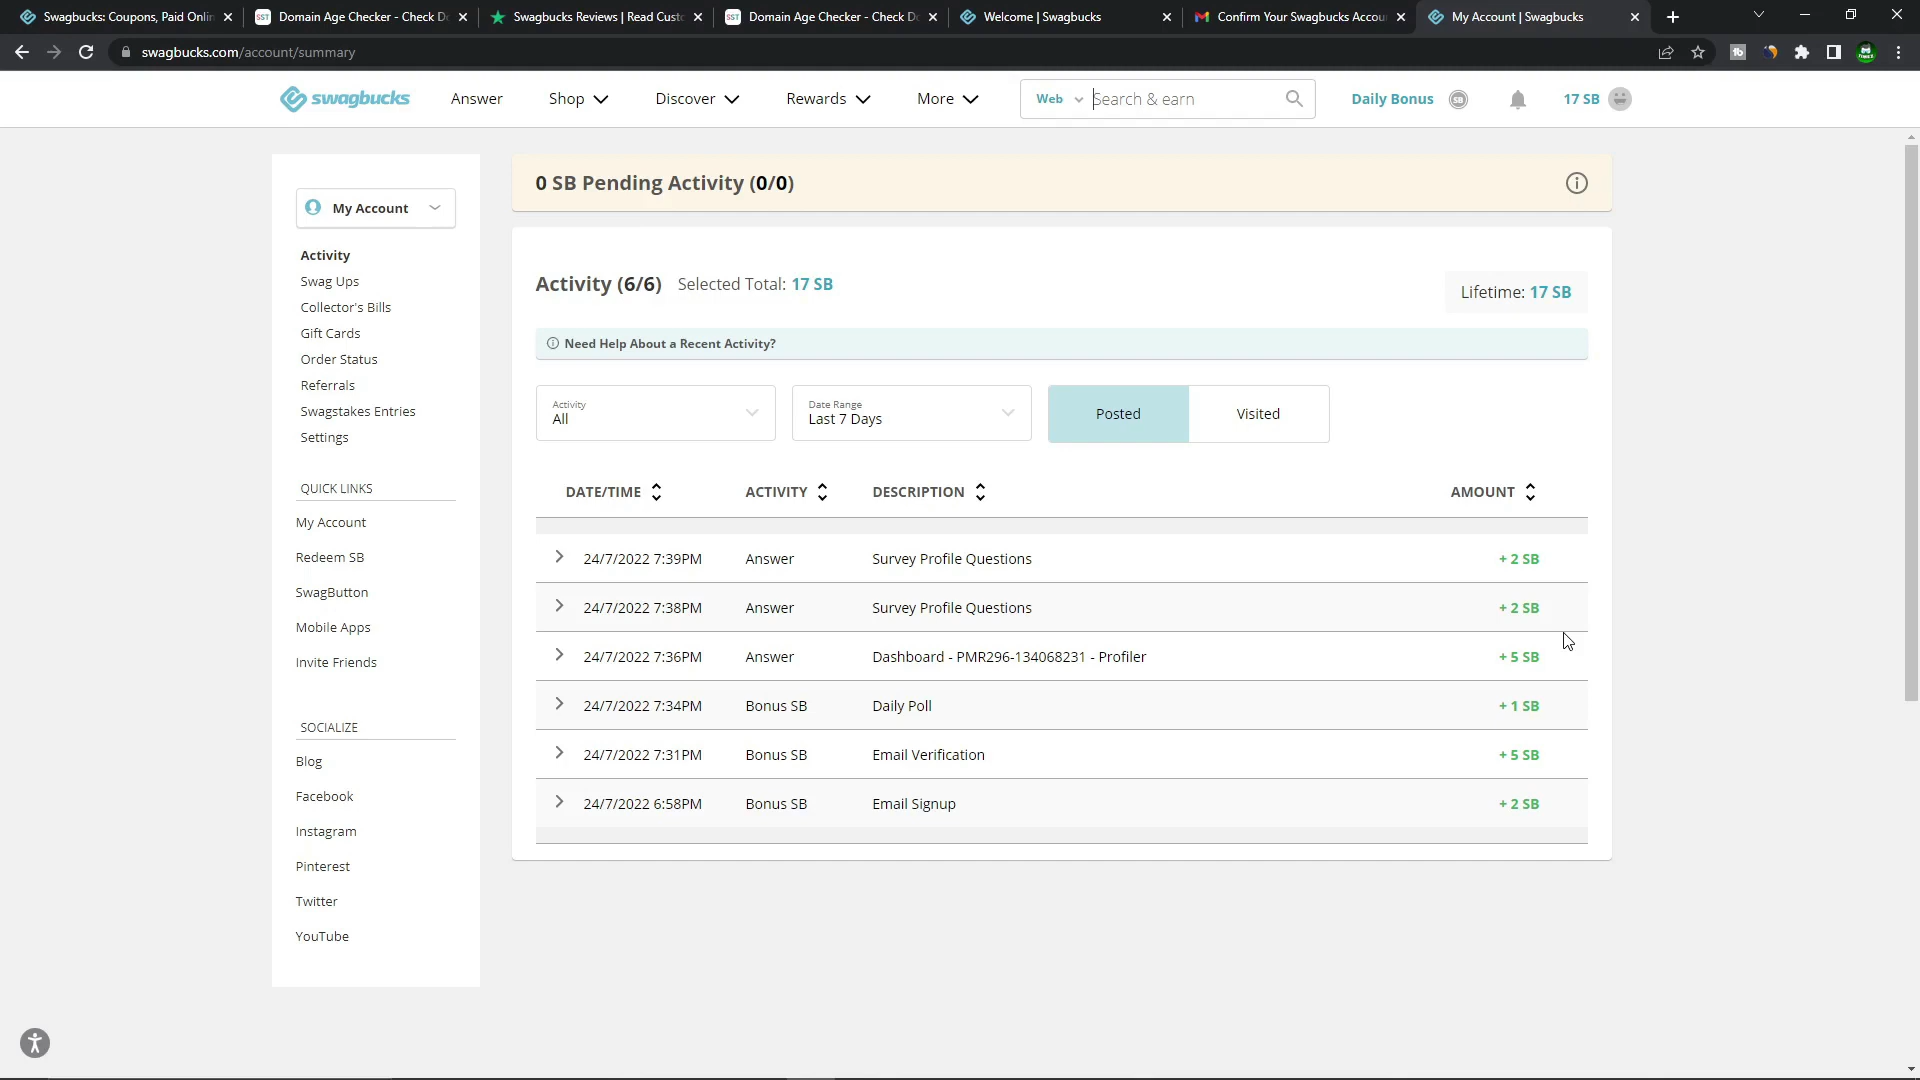 Swagbucks: Coupons, Paid Onlin
Domain Age Checker - Check Do
Swagbucks Reviews | Read Custo
Domain Age Checker - Check Do
Welcome | Swagbucks
Confirm Your Swagbucks Accou
My Account | Swagbucks
swagbucks.com/account/summary
swagbucks
Answer
Shop
Discover
Rewards
More
Web
Search & earn
Daily Bonus
SB
17 SB
My Account
Activity
Swag Ups
Collector's Bills
Gift Cards
Order Status
Referrals
Swagstakes Entries
Settings
QUICK LINKS
My Account
Redeem SB
SwagButton
Mobile Apps
Invite Friends
SOCIALIZE
Blog
Facebook
Instagram
Pinterest
Twitter
YouTube
0 SB Pending Activity (0/0)
Activity (6/6) Selected Total: 17 SB
Lifetime: 17 SB
Need Help About a Recent Activity?
Activity
All
Date Range
Last 7 Days
Posted
Visited
DATE/TIME ACTIVITY DESCRIPTION AMOUNT
24/7/2022 7:39PM Answer Survey Profile Questions + 2 SB
24/7/2022 7:38PM Answer Survey Profile Questions + 2 SB
24/7/2022 7:36PM Answer Dashboard - PMR296-134068231 - Profiler + 5 SB
24/7/2022 7:34PM Bonus SB Daily Poll + 1 SB
24/7/2022 7:31PM Bonus SB Email Verification + 5 SB
24/7/2022 6:58PM Bonus SB Email Signup + 2 SB